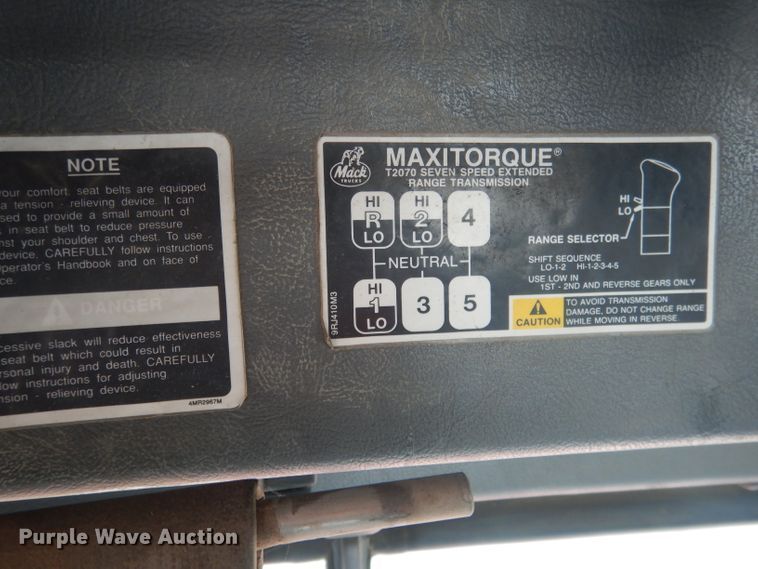 NOTE
your comfort, seat belts are equipped
a tension - relieving device. It can
used to provide a small amount of
k in seat belt to reduce pressure
nst your shoulder and chest. To use
device, CAREFULLY follow instructions
Operator's Handbook and on face of
ce.
DANGER
cessive slack will reduce effectiveness
seat belt which could result in
rsonal injury and death. CAREFULLY
low instructions for adjusting
nsion - relieving device.
4MR2967M
Mack
TRUCKS
MAXITORQUE®
T2070 SEVEN SPEED EXTENDED
RANGE TRANSMISSION
HI HI
R 2 4
LO LO
NEUTRAL
HI
1 3 5
LO
9RJ410M3
HI
LO
RANGE SELECTOR
SHIFT SEQUENCE
LO-1-2 HI-1-2-3-4-5
USE LOW IN
1ST - 2ND AND REVERSE GEARS ONLY
CAUTION
TO AVOID TRANSMISSION
DAMAGE, DO NOT CHANGE RANGE
WHILE MOVING IN REVERSE.
Purple Wave Auction